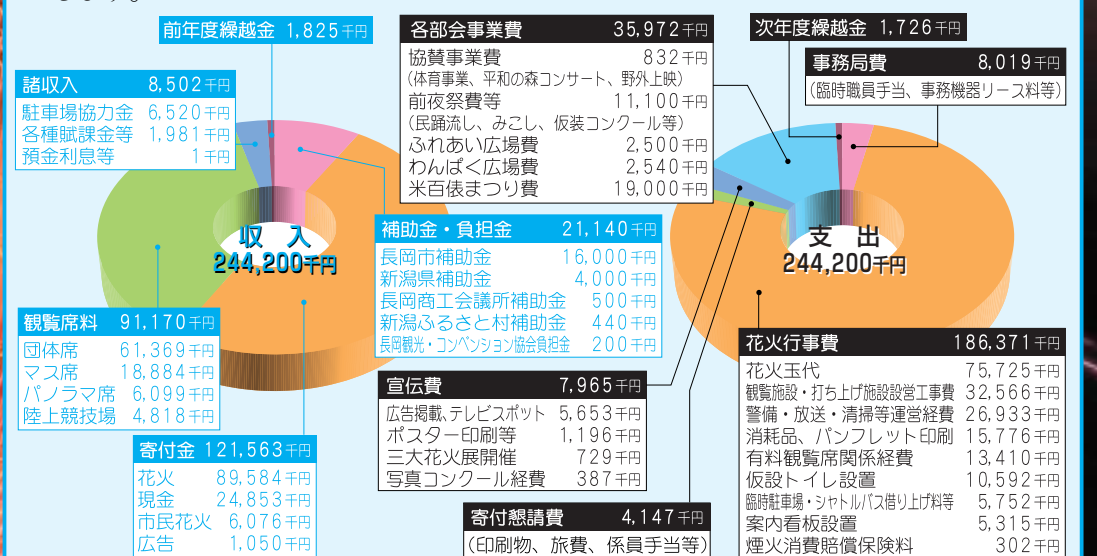 ます。
前年度繰越金 1,825千円
諸収入 8,502千円
駐車場協力金 6,520千円
各種賦課金等 1,981千円
預金利息等 1千円
収 入
244,200千円
補助金・負担金 21,140千円
長岡市補助金 16,000千円
新潟県補助金 4,000千円
長岡商工会議所補助金 500千円
新潟ふるさと村補助金 440千円
長岡観光・コンベンション協会負担金 200千円
観覧席料 91,170千円
団体席 61,369千円
マス席 18,884千円
パノラマ席 6,099千円
陸上競技場 4,818千円
寄付金 121,563千円
花火 89,584千円
現金 24,853千円
市民花火 6,076千円
広告 1,050千円
各部会事業費 35,972千円
協賛事業費 832千円
(体育事業、平和の森コンサート、野外上映)
前夜祭費等 11,100千円
(民踊流し、みこし、仮装コンクール等)
ふれあい広場費 2,500千円
わんぱく広場費 2,540千円
米百俵まつり費 19,000千円
次年度繰越金 1,726千円
事務局費 8,019千円
(臨時職員手当、事務機器リース料等)
支 出
244,200千円
宣伝費 7,965千円
広告掲載、テレビスポット 5,653千円
ポスター印刷等 1,196千円
三大花火展開催 729千円
写真コンクール経費 387千円
寄付懇請費 4,147千円
(印刷物、旅費、係員手当等)
花火行事費 186,371千円
花火玉代 75,725千円
観覧施設・打ち上げ施設設営工事費 32,566千円
警備・放送・清掃等運営経費 26,933千円
消耗品、パンフレット印刷 15,776千円
有料観覧席関係経費 13,410千円
仮設トイレ設置 10,592千円
臨時駐車場・シャトルバス借り上げ料等 5,752千円
案内看板設置 5,315千円
煙火消費賠償保険料 302千円